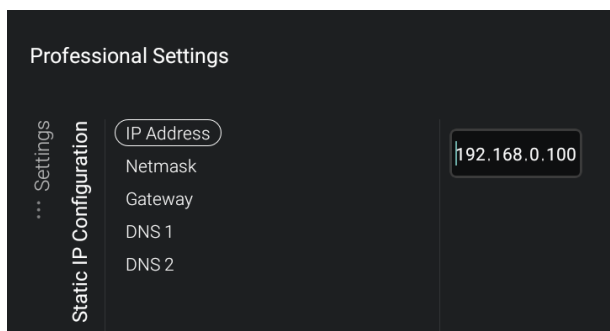 Professional Settings
... Settings
Static IP Configuration
IP Address
Netmask
Gateway
DNS 1
DNS 2
192.168.0.100